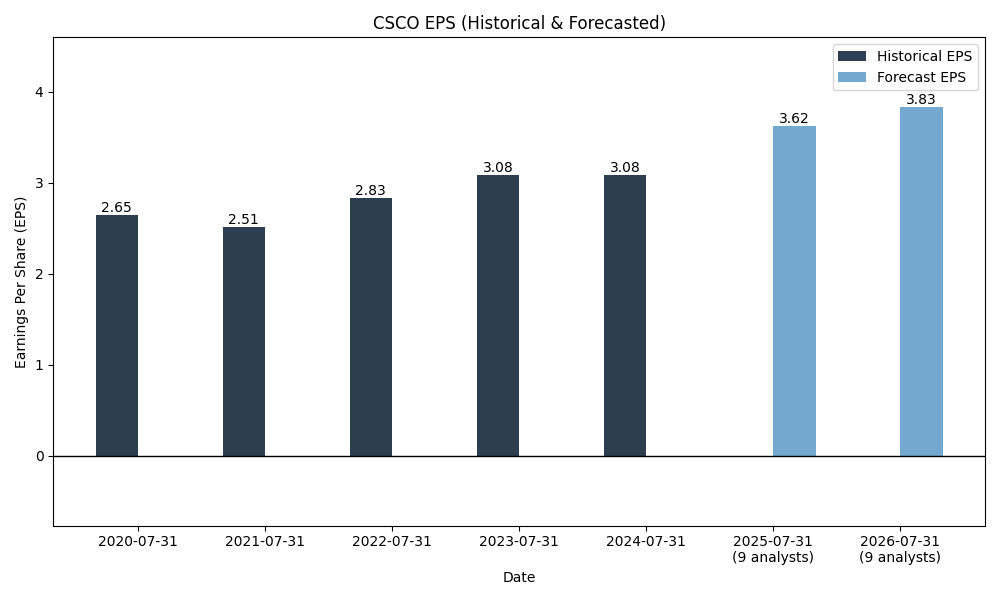 CSCO EPS (Historical & Forecasted)
Historical EPS
Forecast EPS
Earnings Per Share (EPS)
4
3
2
1
0
2.65
2.51
2.83
3.08
3.08
3.62
3.83
2020-07-31
2021-07-31
2022-07-31
2023-07-31
2024-07-31
2025-07-31
(9 analysts)
2026-07-31
(9 analysts)
Date